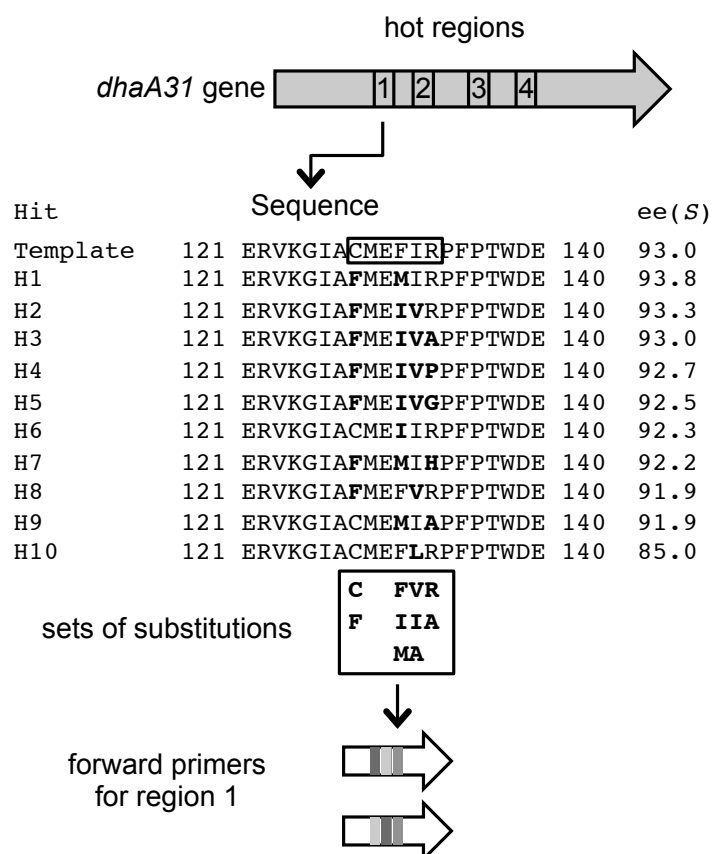 hot regions
dhaA31 gene 1 2 3 4
Hit Sequence ee(S)
Template 121 ERVKGIACMEFIRPFPTWDE 140 93.0
H1 121 ERVKGIAFMEMIRPFPTWDE 140 93.8
H2 121 ERVKGIAFMEIVRPFPTWDE 140 93.3
H3 121 ERVKGIAFMEIVAPFPTWDE 140 93.0
H4 121 ERVKGIAFMEIVPPFPTWDE 140 92.7
H5 121 ERVKGIAFMEIVGPFPTWDE 140 92.5
H6 121 ERVKGIACMEIIRPFPTWDE 140 92.3
H7 121 ERVKGIAFMEMIHPFPTWDE 140 92.2
H8 121 ERVKGIAFMEFVRPFPTWDE 140 91.9
H9 121 ERVKGIACMEMIAPFPTWDE 140 91.9
H10 121 ERVKGIACMEFLRPFPTWDE 140 85.0
C FVR
sets of substitutions F IIA
MA
forward primers
for region 1